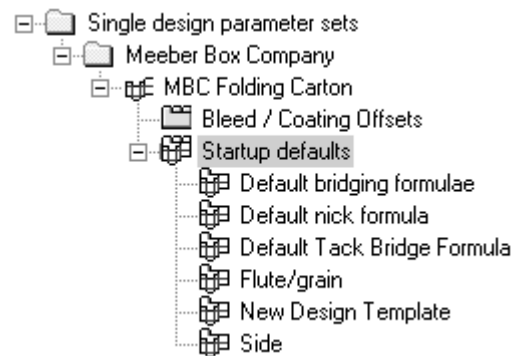 Single design parameter sets
Meeber Box Company
MBC Folding Carton
Bleed / Coating Offsets
Startup defaults
Default bridging formulae
Default nick formula
Default Tack Bridge Formula
Flute/grain
New Design Template
Side